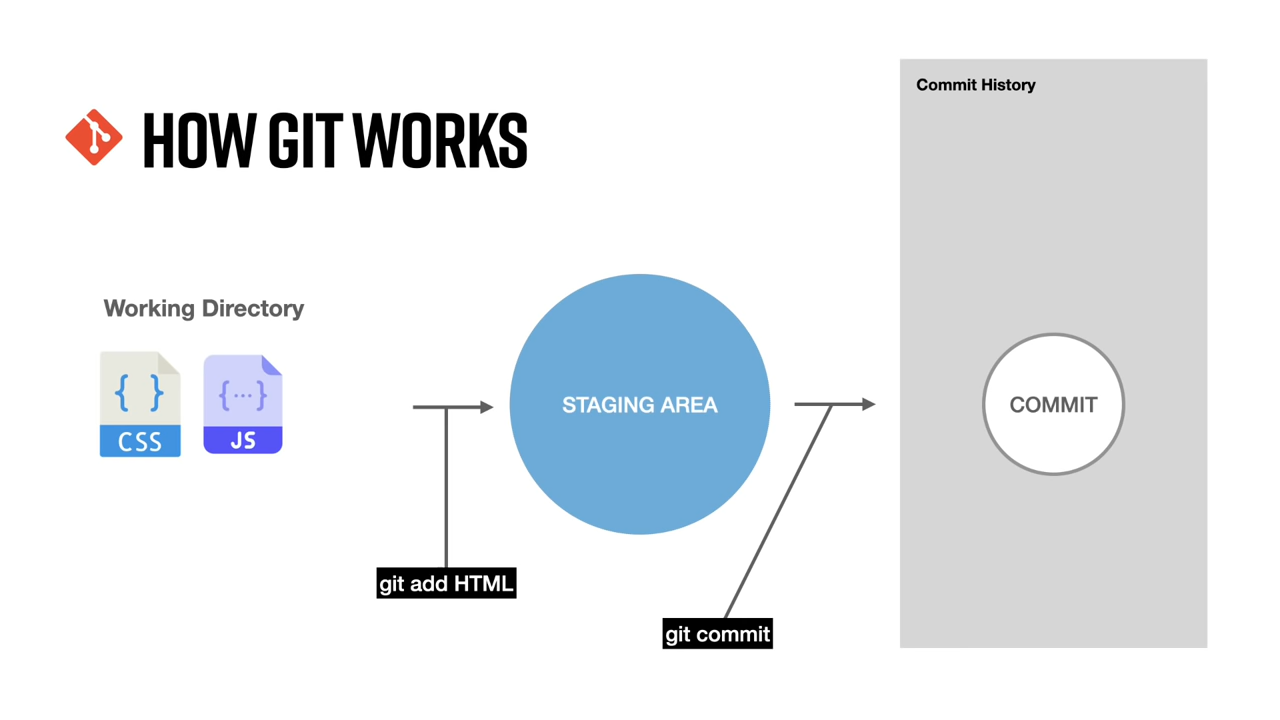 Commit History
HOW GIT WORKS
Working Directory
{ }
CSS
{...}
JS
STAGING AREA
COMMIT
git add HTML
git commit